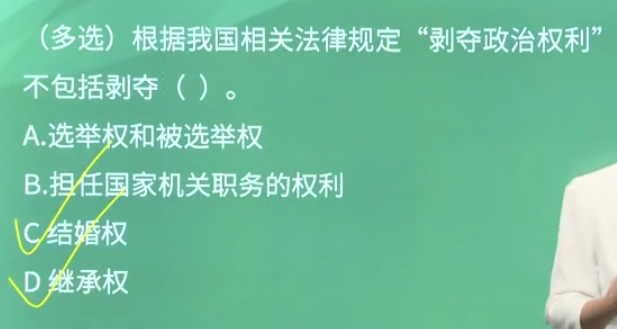 （多选）根据我国相关法律规定“剥夺政治权利”
不包括剥夺（ ）。
A.选举权和被选举权
B.担任国家机关职务的权利
C 结婚权
D 继承权